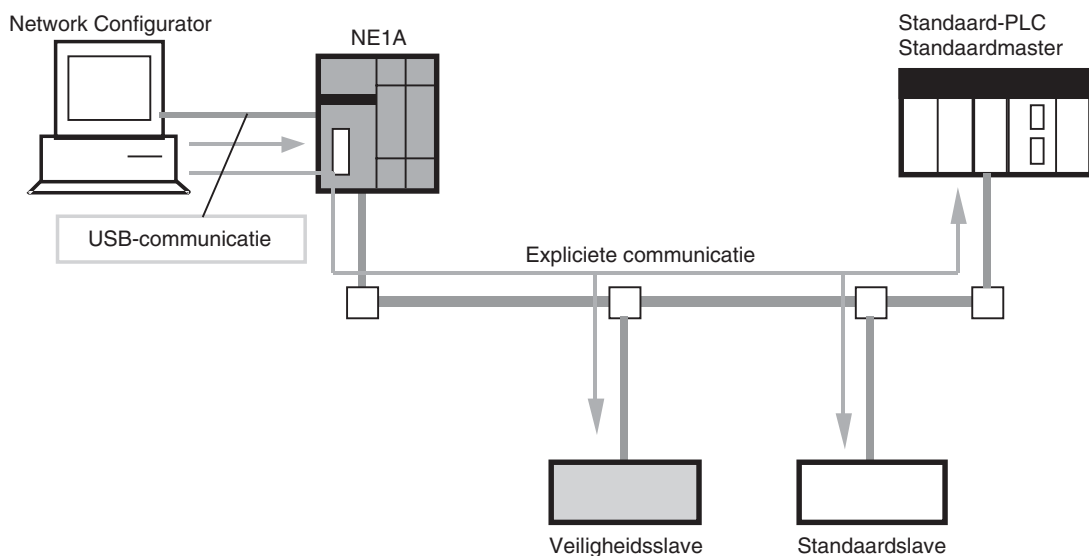 Network Configurator
NE1A
Standaard-PLC
Standaardmaster
USB-communicatie
Expliciete communicatie
Veiligheidsslave
Standaardslave